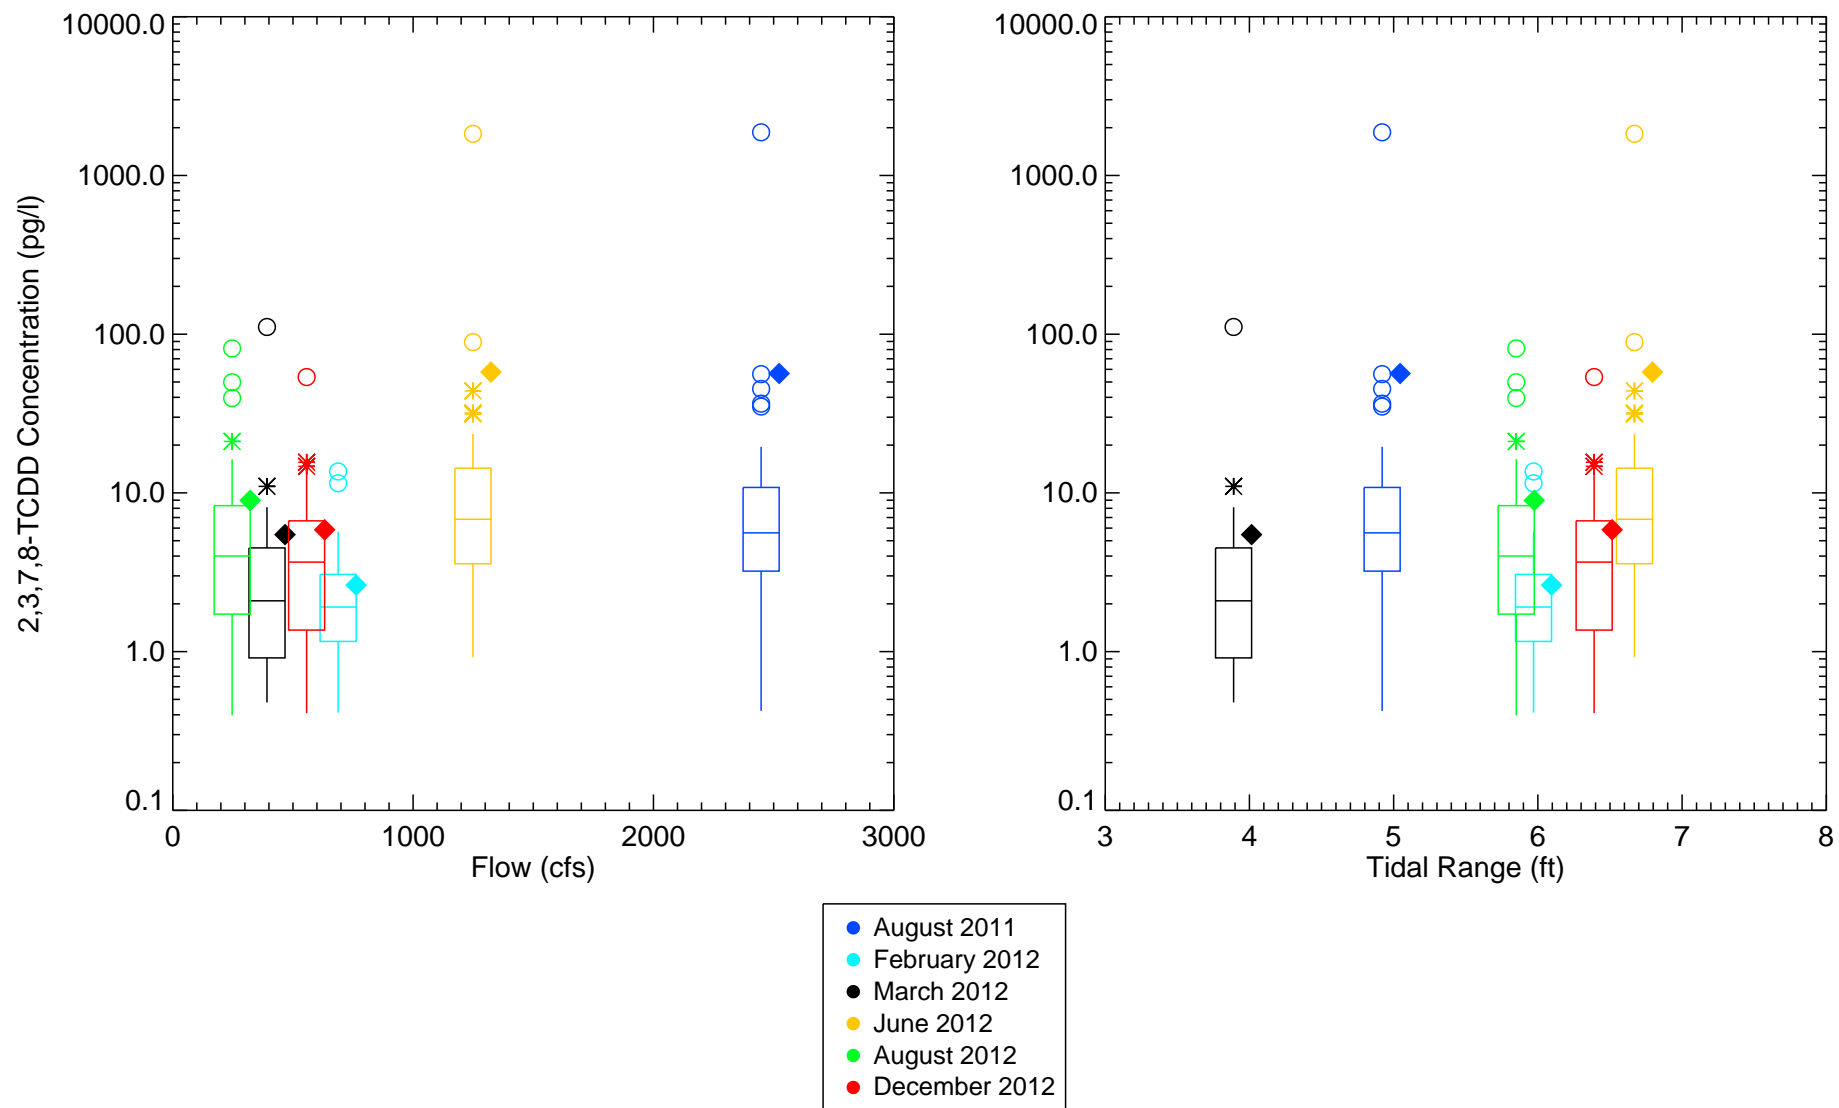 2,3,7,8-TCDD Concentration (pg/l)
10000.0
1000.0
100.0
10.0
1.0
0.1
0 1000 2000 3000
Flow (cfs)
10000.0
1000.0
100.0
10.0
1.0
0.1
3 4 5 6 7 8
Tidal Range (ft)
August 2011
February 2012
March 2012
June 2012
August 2012
December 2012